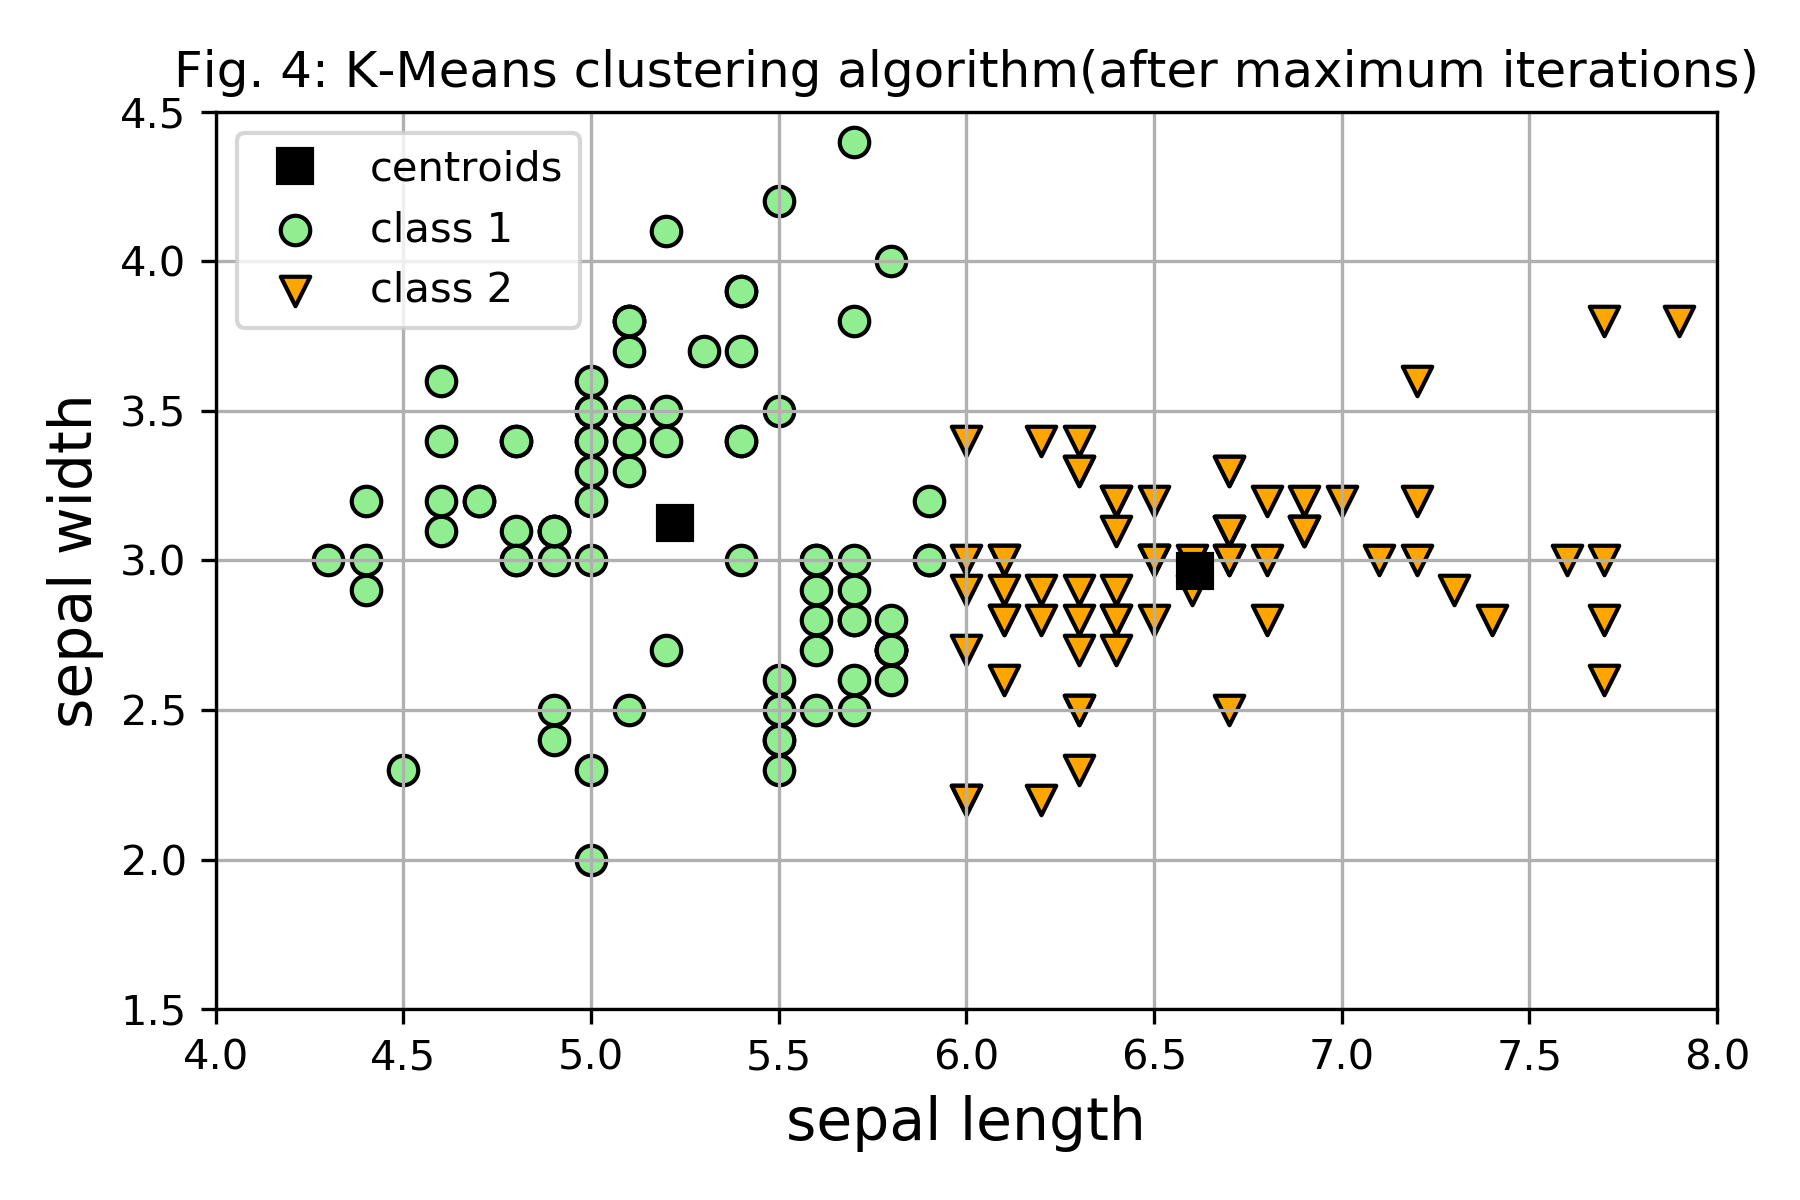 Fig. 4: K-Means clustering algorithm(after maximum iterations)
4.5
4.0
3.5
3.0
2.5
2.0
1.5
centroids
class 1
class 2
sepal width
4.0 4.5 5.0 5.5 6.0 6.5 7.0 7.5 8.0
sepal length